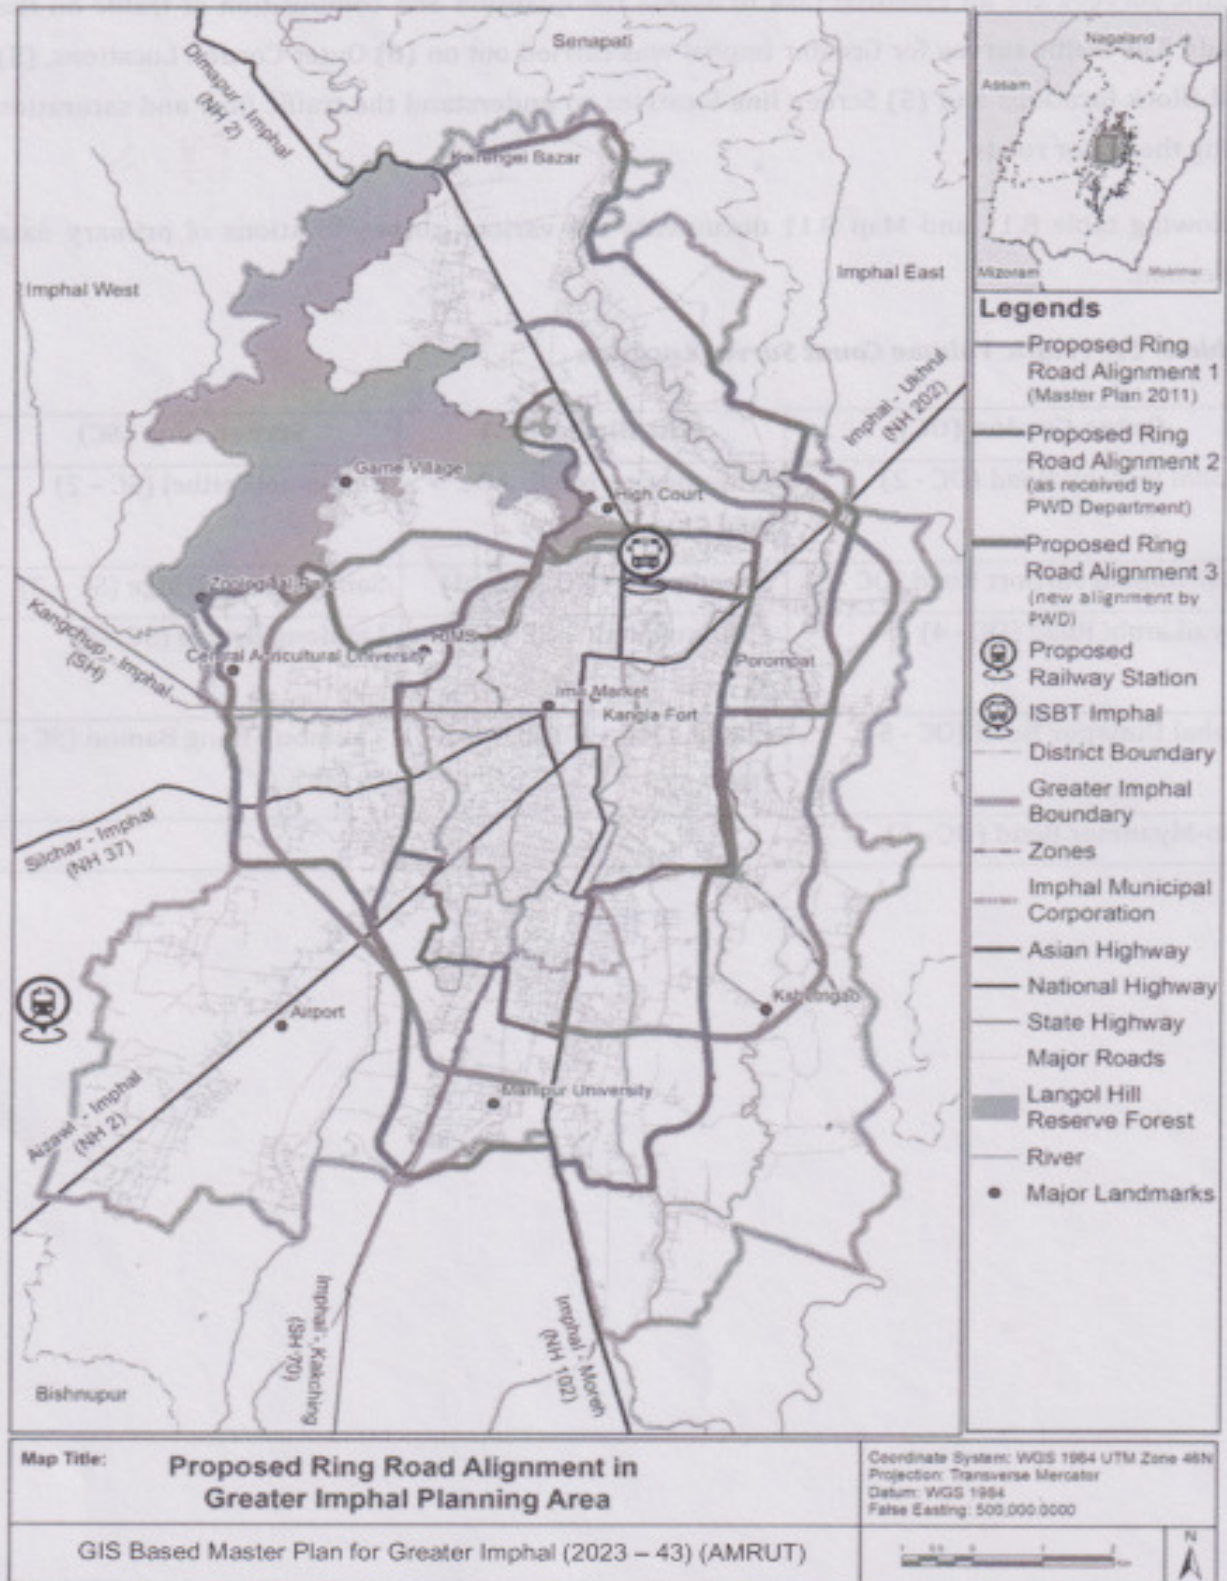 Senapati
Nagaland
Assam
Mizoram
Myanmar
Dimapur - Imphal
(NH 2)
Imphal West
Imphal East
Imphal - Ukhrul
(NH 202)
Game Village
High Court
Zoological Park
Kangchup - Imphal
(SH)
RIMS
Central Agricultural University
Porompat
Ima Market
Kangla Fort
Silchar - Imphal
(NH 37)
Airport
Manipur University
Aizawl - Imphal
(NH 2)
Imphal - Kakching
(SH 70)
Imphal - Moreh
(NH 102)
Bishnupur
Legends
Proposed Ring
Road Alignment 1
(Master Plan 2011)
Proposed Ring
Road Alignment 2
(as received by
PWD Department)
Proposed Ring
Road Alignment 3
(new alignment by
PWD)
Proposed
Railway Station
ISBT Imphal
District Boundary
Greater Imphal
Boundary
Zones
Imphal Municipal
Corporation
Asian Highway
National Highway
State Highway
Major Roads
Langol Hill
Reserve Forest
River
Major Landmarks
Map Title:
Proposed Ring Road Alignment in
Greater Imphal Planning Area
Coordinate System: WGS 1984 UTM Zone 46N
Projection: Transverse Mercator
Datum: WGS 1984
False Easting: 500,000.0000
GIS Based Master Plan for Greater Imphal (2023 – 43) (AMRUT)
N